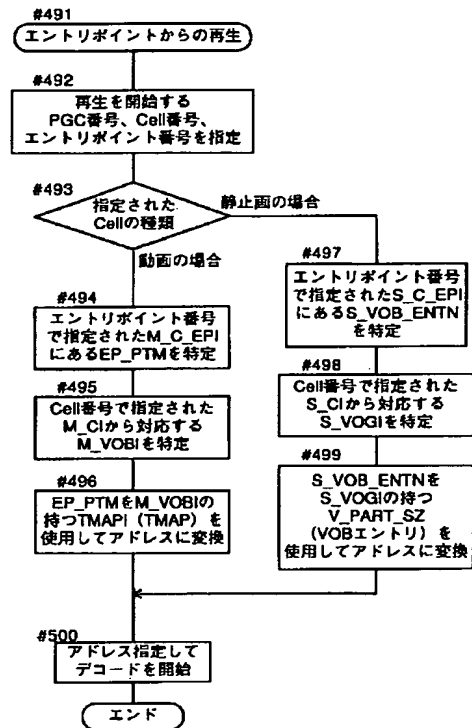 #491
エントリポイントからの再生
#492
再生を開始する
PGC番号、Cell番号、
エントリポイント番号を指定
#493
指定された
Cellの種類
静止画の場合
動画の場合
#494
エントリポイント番号
で指定されたM_C_EPI
にあるEP_PTMを特定
#495
Cell番号で指定された
M_CIから対応する
M_VOBIを特定
#496
EP_PTMをM_VOBIの
持つTMAPI（TMAP）を
使用してアドレスに変換
#497
エントリポイント番号
で指定されたS_C_EPI
にあるS_VOB_ENTN
を特定
#498
Cell番号で指定された
S_CIから対応する
S_VOGIを特定
#499
S_VOB_ENTNを
S_VOGIの持つ
V_PART_SZ
（VOBエントリ）を
使用してアドレスに変換
#500
アドレス指定して
デコードを開始
エンド